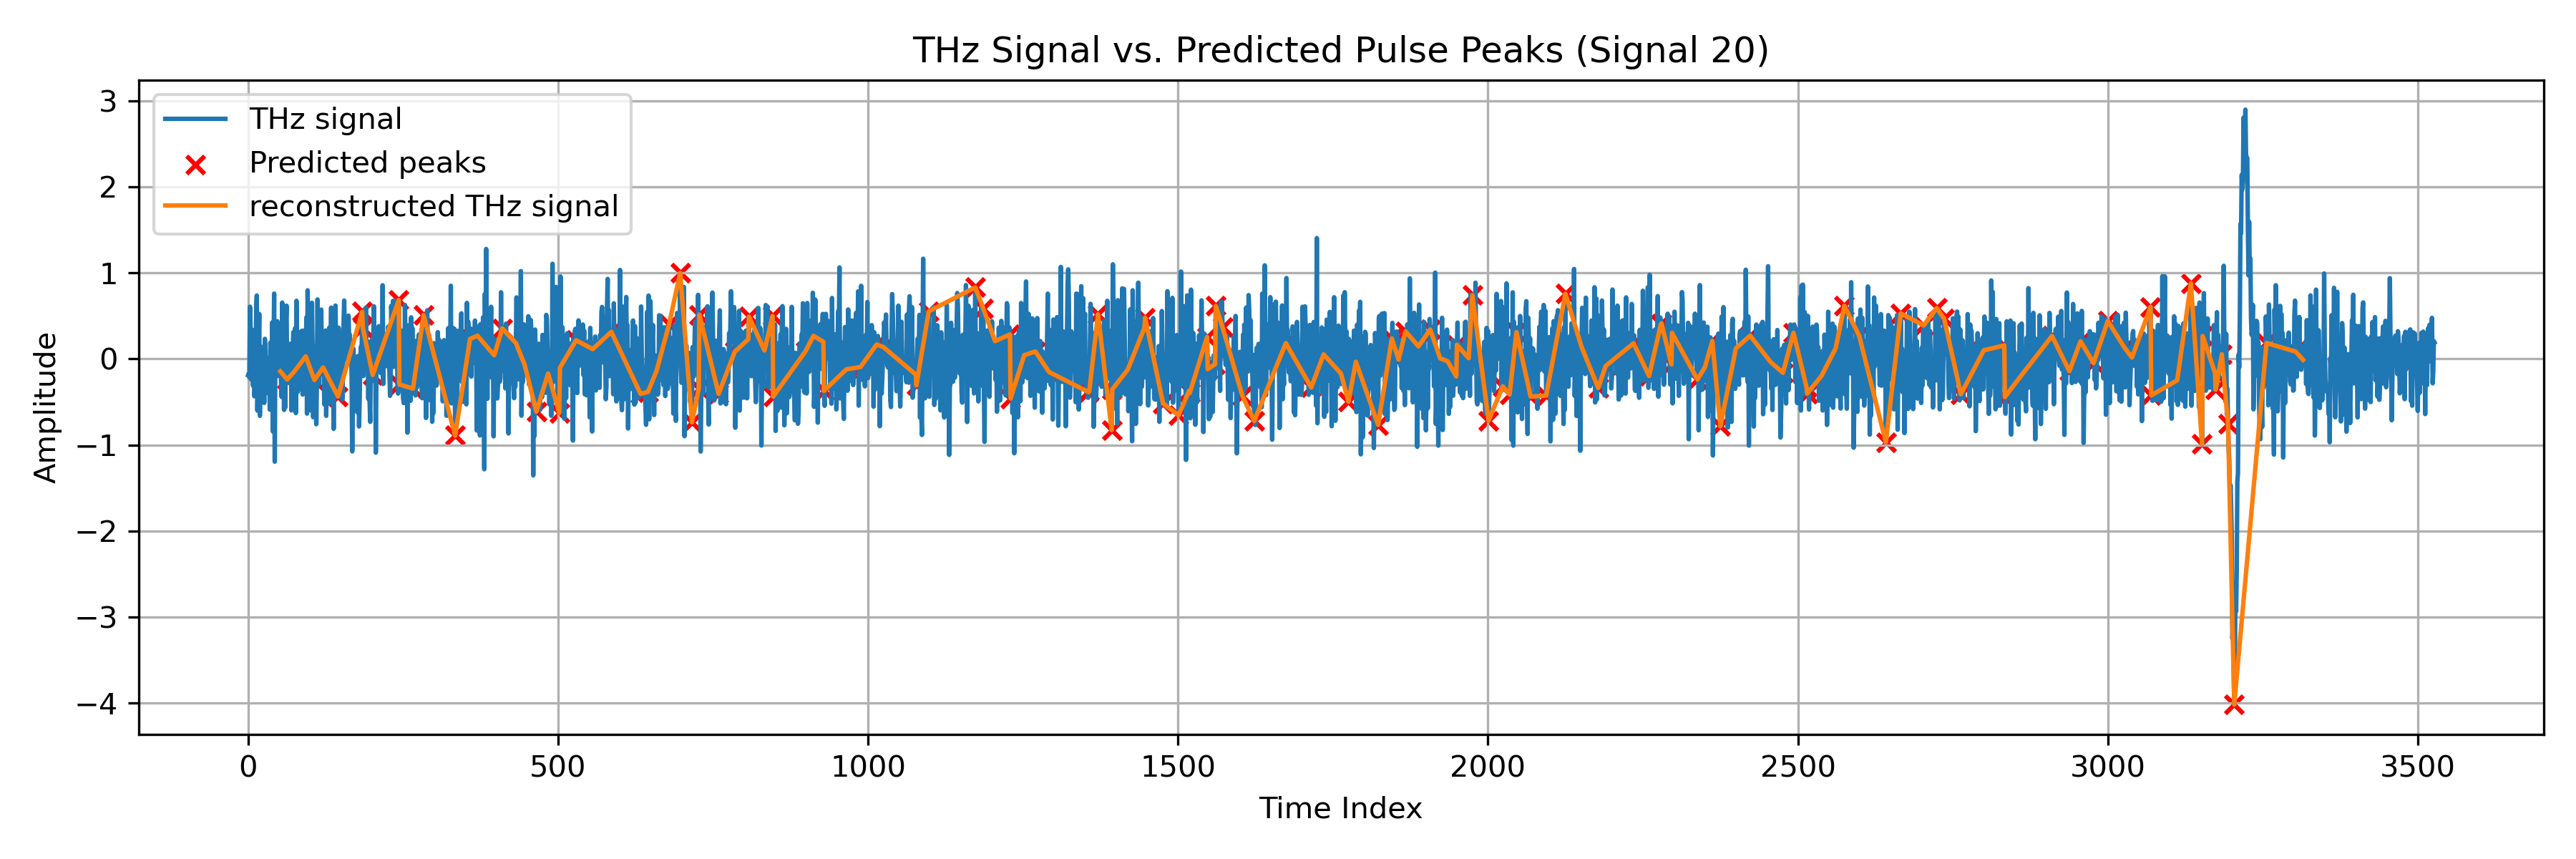 THz Signal vs. Predicted Pulse Peaks (Signal 20)
THz signal
Predicted peaks
reconstructed THz signal
Amplitude
3
2
1
0
−1
−2
−3
−4
0 500 1000 1500 2000 2500 3000 3500
Time Index